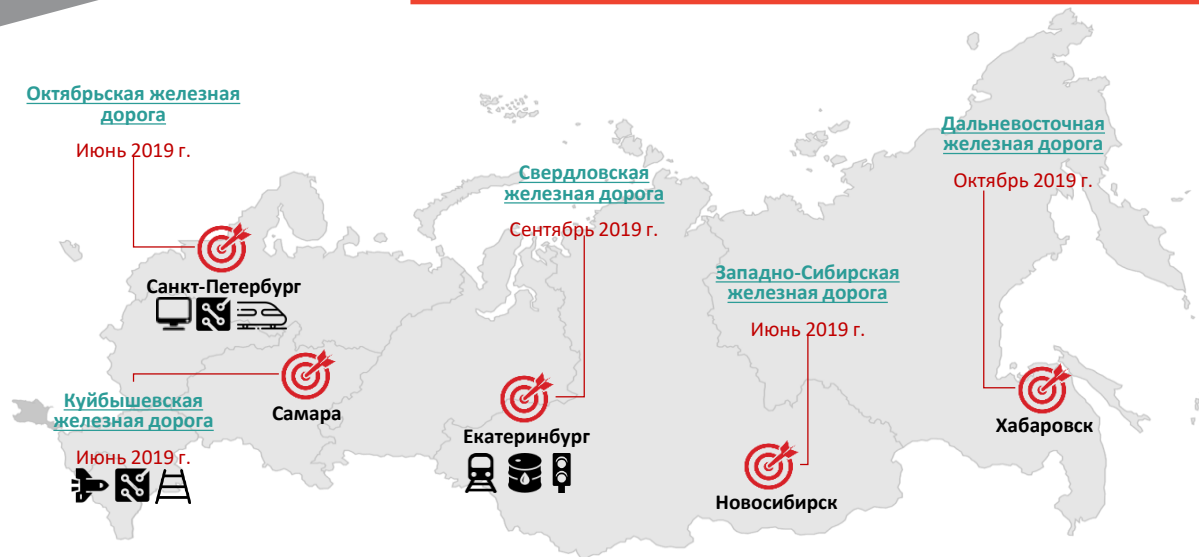 Октябрьская железная
дорога
Июнь 2019 г.
Санкт-Петербург
Куйбышевская
железная дорога
Июнь 2019 г.
Самара
Свердловская
железная дорога
Сентябрь 2019 г.
Екатеринбург
Западно-Сибирская
железная дорога
Июнь 2019 г.
Новосибирск
Дальневосточная
железная дорога
Октябрь 2019 г.
Хабаровск